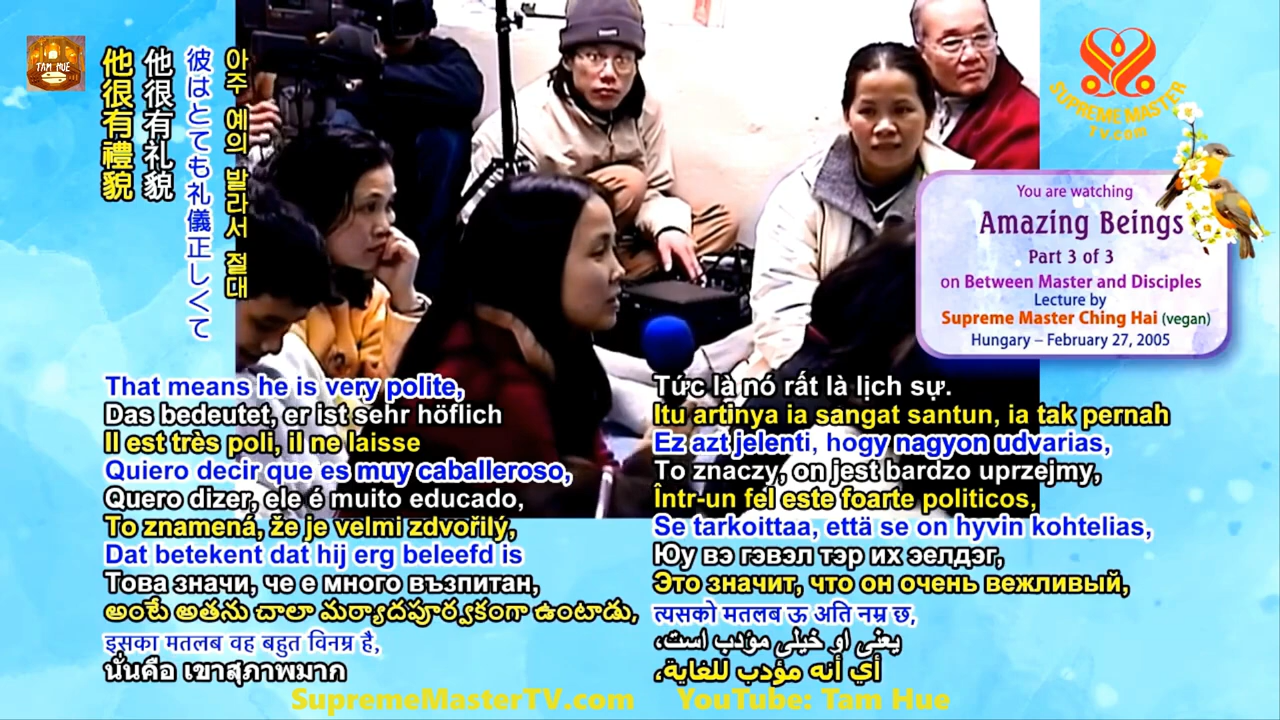 TAM HUE
他很有禮貌
他很有礼貌
彼はとても礼儀正しくて
아주 예의 발라서 절대
SUPREME MASTER
TV.com
You are watching
Amazing Beings
Part 3 of 3
on Between Master and Disciples
Lecture by
Supreme Master Ching Hai (vegan)
Hungary – February 27, 2005
That means he is very polite,
Das bedeutet, er ist sehr höflich
Il est très poli, il ne laisse
Quiero decir que es muy caballeroso,
Quero dizer, ele é muito educado,
To znamená, že je velmi zdvořilý,
Dat betekent dat hij erg beleefd is
Това значи, че е много възпитан,
అంటే అతను చాలా మర్యాదపూర్వకంగా ఉంటాడు,
इसका मतलब वह बहुत विनम्र है,
นั่นคือ เขาสุภาพมาก
Tức là nó rất là lịch sự.
Itu artinya ia sangat santun, ia tak pernah
Ez azt jelenti, hogy nagyon udvarias,
To znaczy, on jest bardzo uprzejmy,
Într-un fel este foarte politicos,
Se tarkoittaa, että se on hyvin kohtelias,
Юу вэ гэвэл тэр их эелдэг,
Это значит, что он очень вежливый,
त्यसको मतलब ऊ अति नम्र छ,
یعنی او خیلی مؤدب است،
أي أنه مؤدب للغاية،
SupremeMasterTV.com
YouTube: Tam Hue